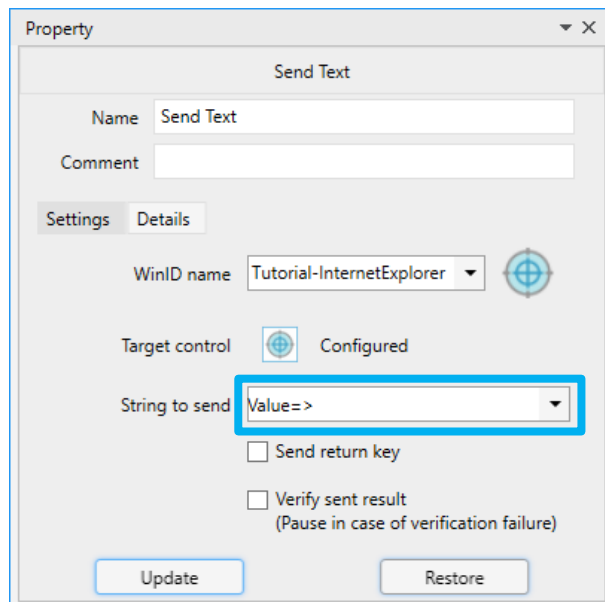 Property
Send Text
Name Send Text
Comment
Settings Details
WinID name Tutorial-InternetExplorer
Target control Configured
String to send Value=>
Send return key
Verify sent result
(Pause in case of verification failure)
Update Restore